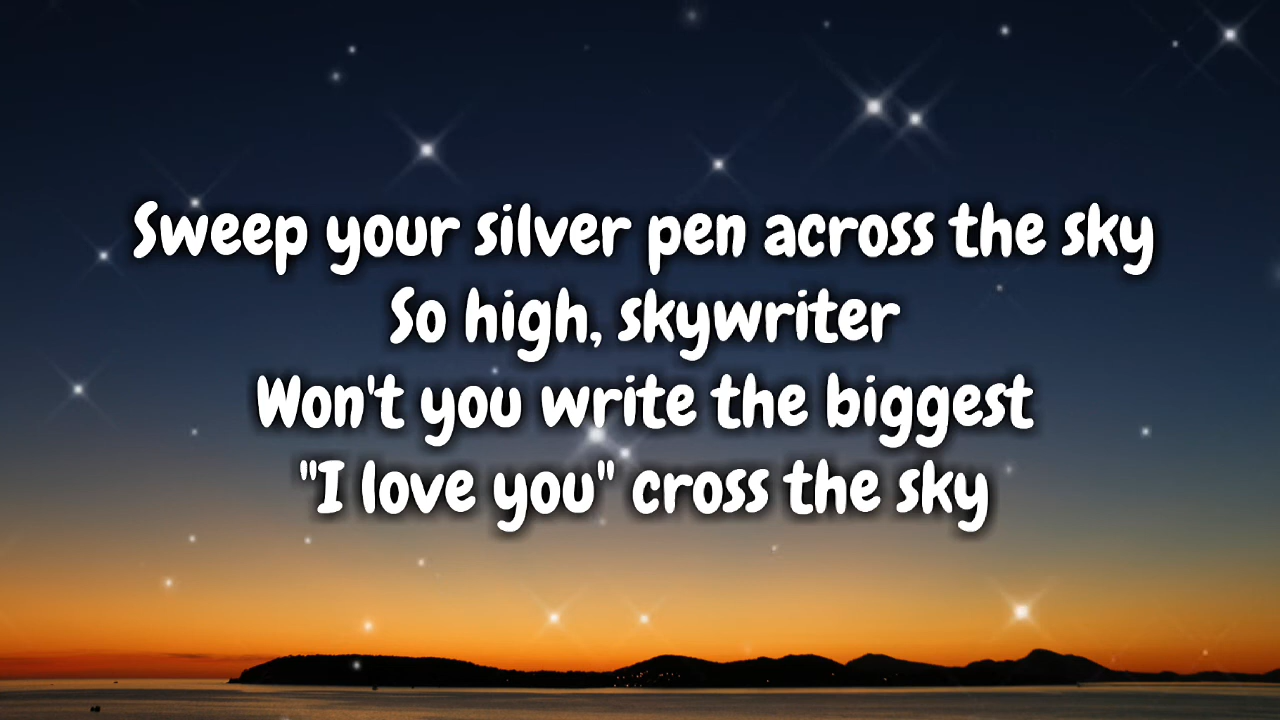 Sweep your silver pen across the sky
So high, skywriter
Won't you write the biggest
"I love you" cross the sky